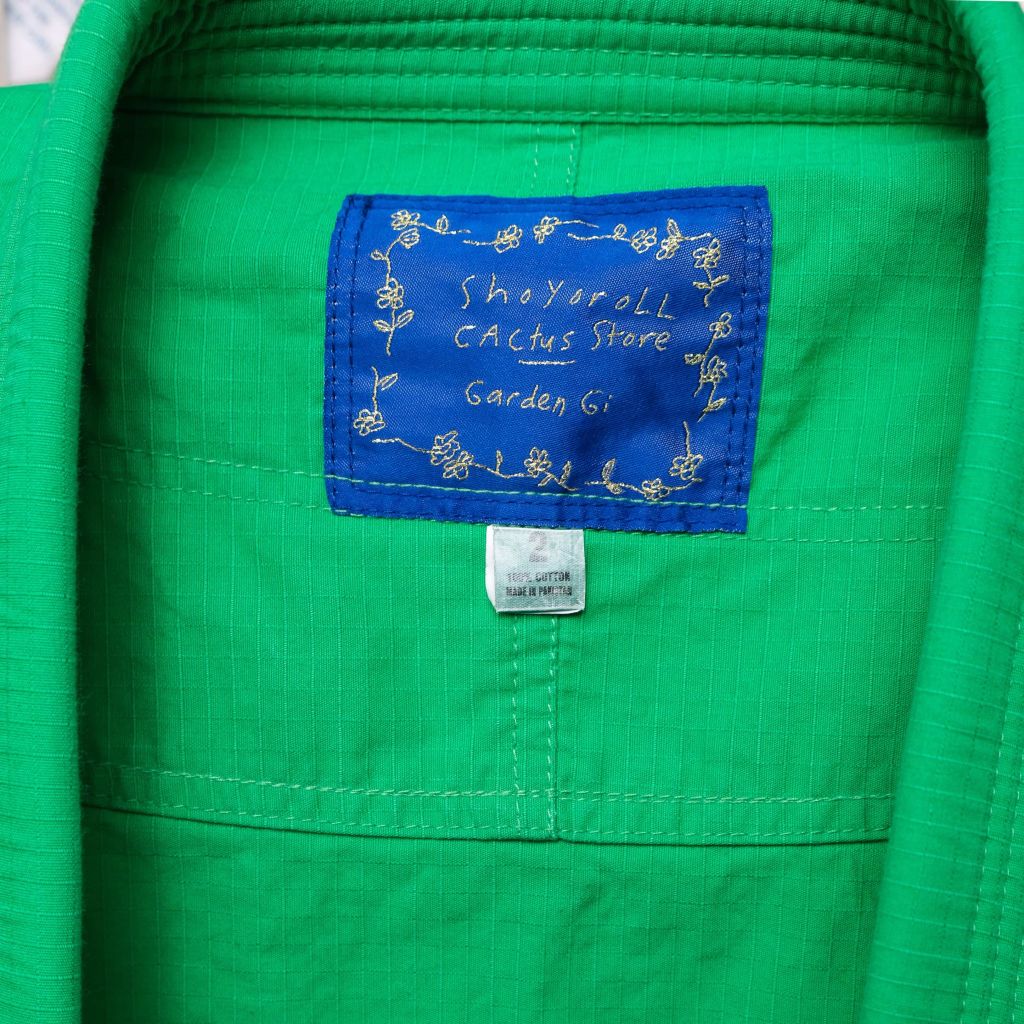 ShoYoroLL
CACtus Store
Garden Gi
2
100% COTTON
MADE IN PAKISTAN